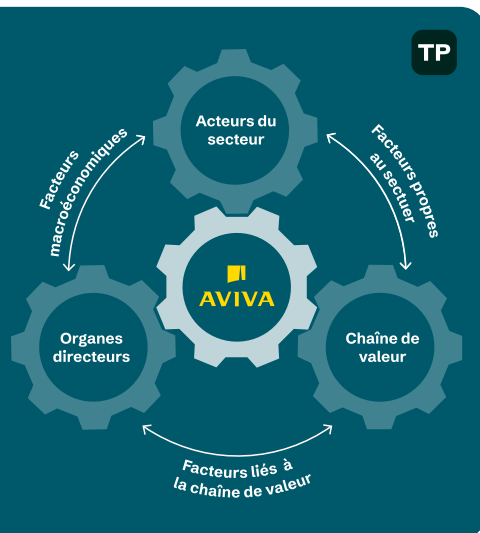 TP
Acteurs du
secteur
Facteurs
macroéconomiques
Facteurs propres
au sectuer
AVIVA
Organes
directeurs
Chaîne de
valeur
Facteurs liés à
la chaîne de valeur